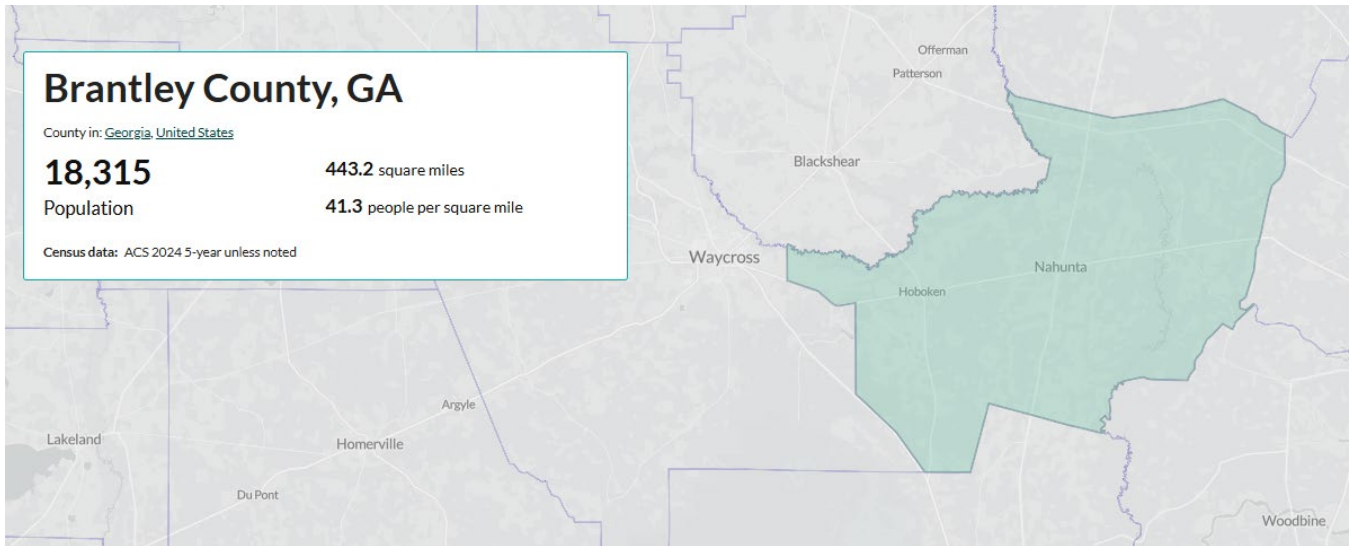 Brantley County, GA
County in: Georgia, United States
18,315
Population
443.2 square miles
41.3 people per square mile
Census data: ACS 2024 5-year unless noted
Offerman
Patterson
Blackshear
Waycross
Nahunta
Hoboken
Argyle
Lakeland
Homerville
Du Pont
Woodbine